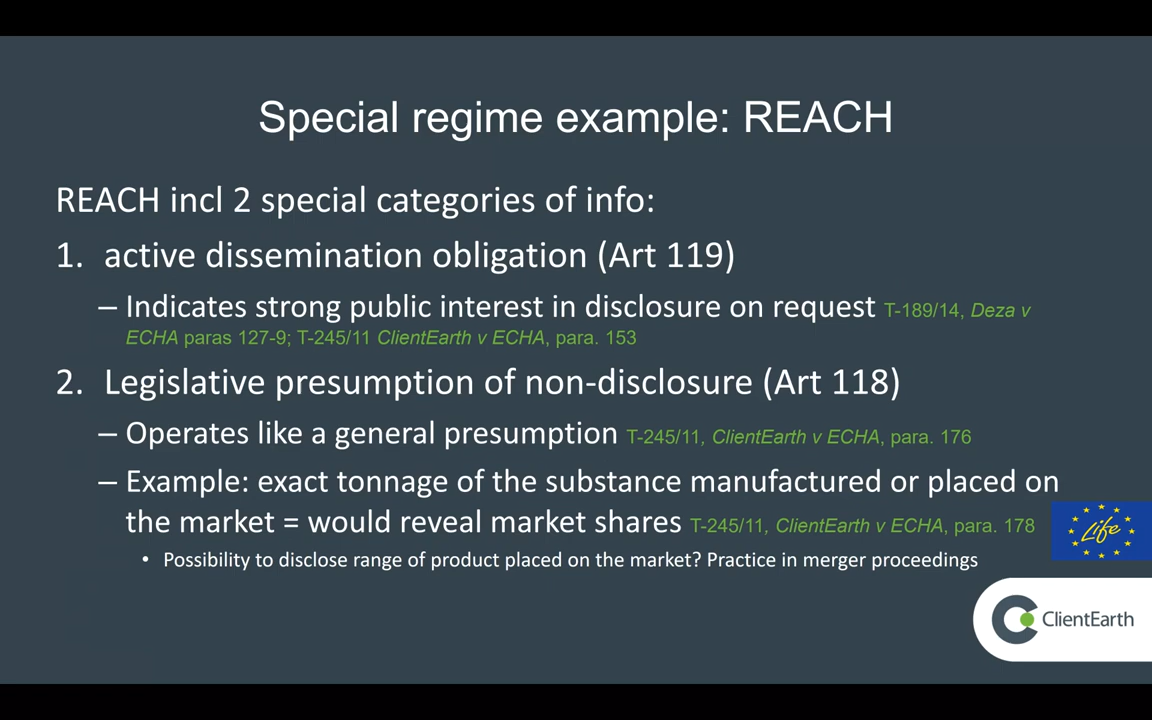 Special regime example: REACH
REACH incl 2 special categories of info:
1. active dissemination obligation (Art 119)
– Indicates strong public interest in disclosure on request T-189/14, Deza v
ECHA paras 127-9; T-245/11 ClientEarth v ECHA, para. 153
2. Legislative presumption of non-disclosure (Art 118)
– Operates like a general presumption T-245/11, ClientEarth v ECHA, para. 176
– Example: exact tonnage of the substance manufactured or placed on
the market = would reveal market shares T-245/11, ClientEarth v ECHA, para. 178
• Possibility to disclose range of product placed on the market? Practice in merger proceedings
Life
ClientEarth